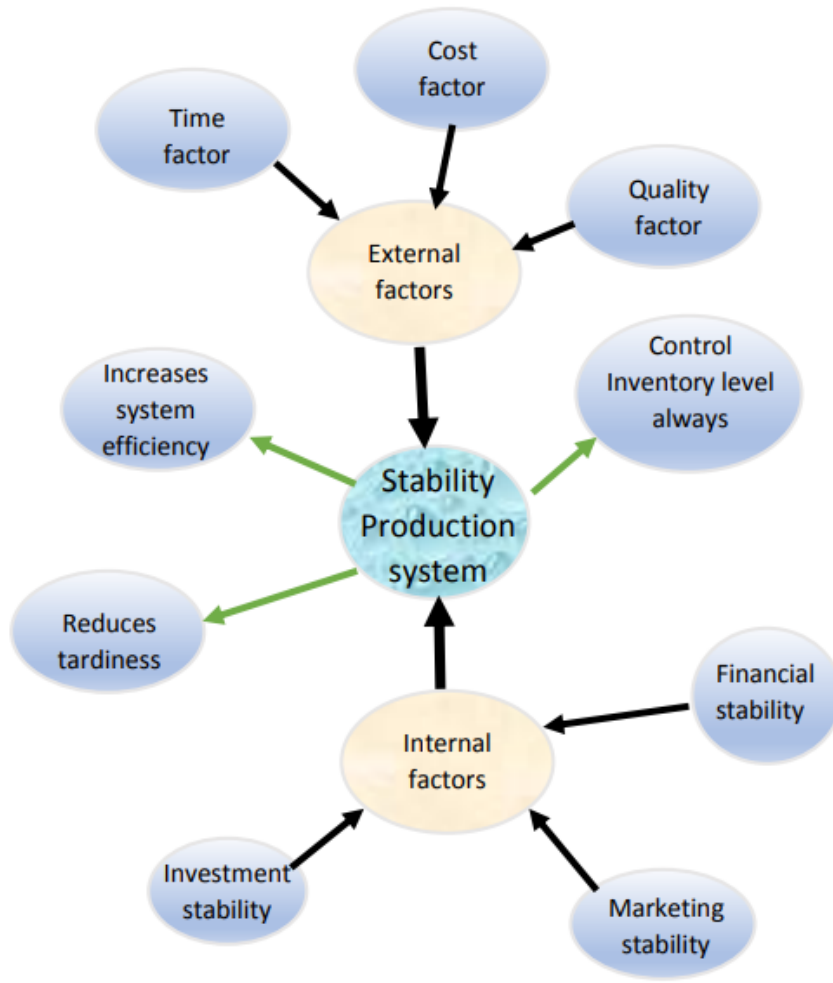 Cost
factor
Time
factor
Quality
factor
External
factors
Control
Inventory level
always
Increases
system
efficiency
Stability
Production
system
Reduces
tardiness
Financial
stability
Internal
factors
Investment
stability
Marketing
stability